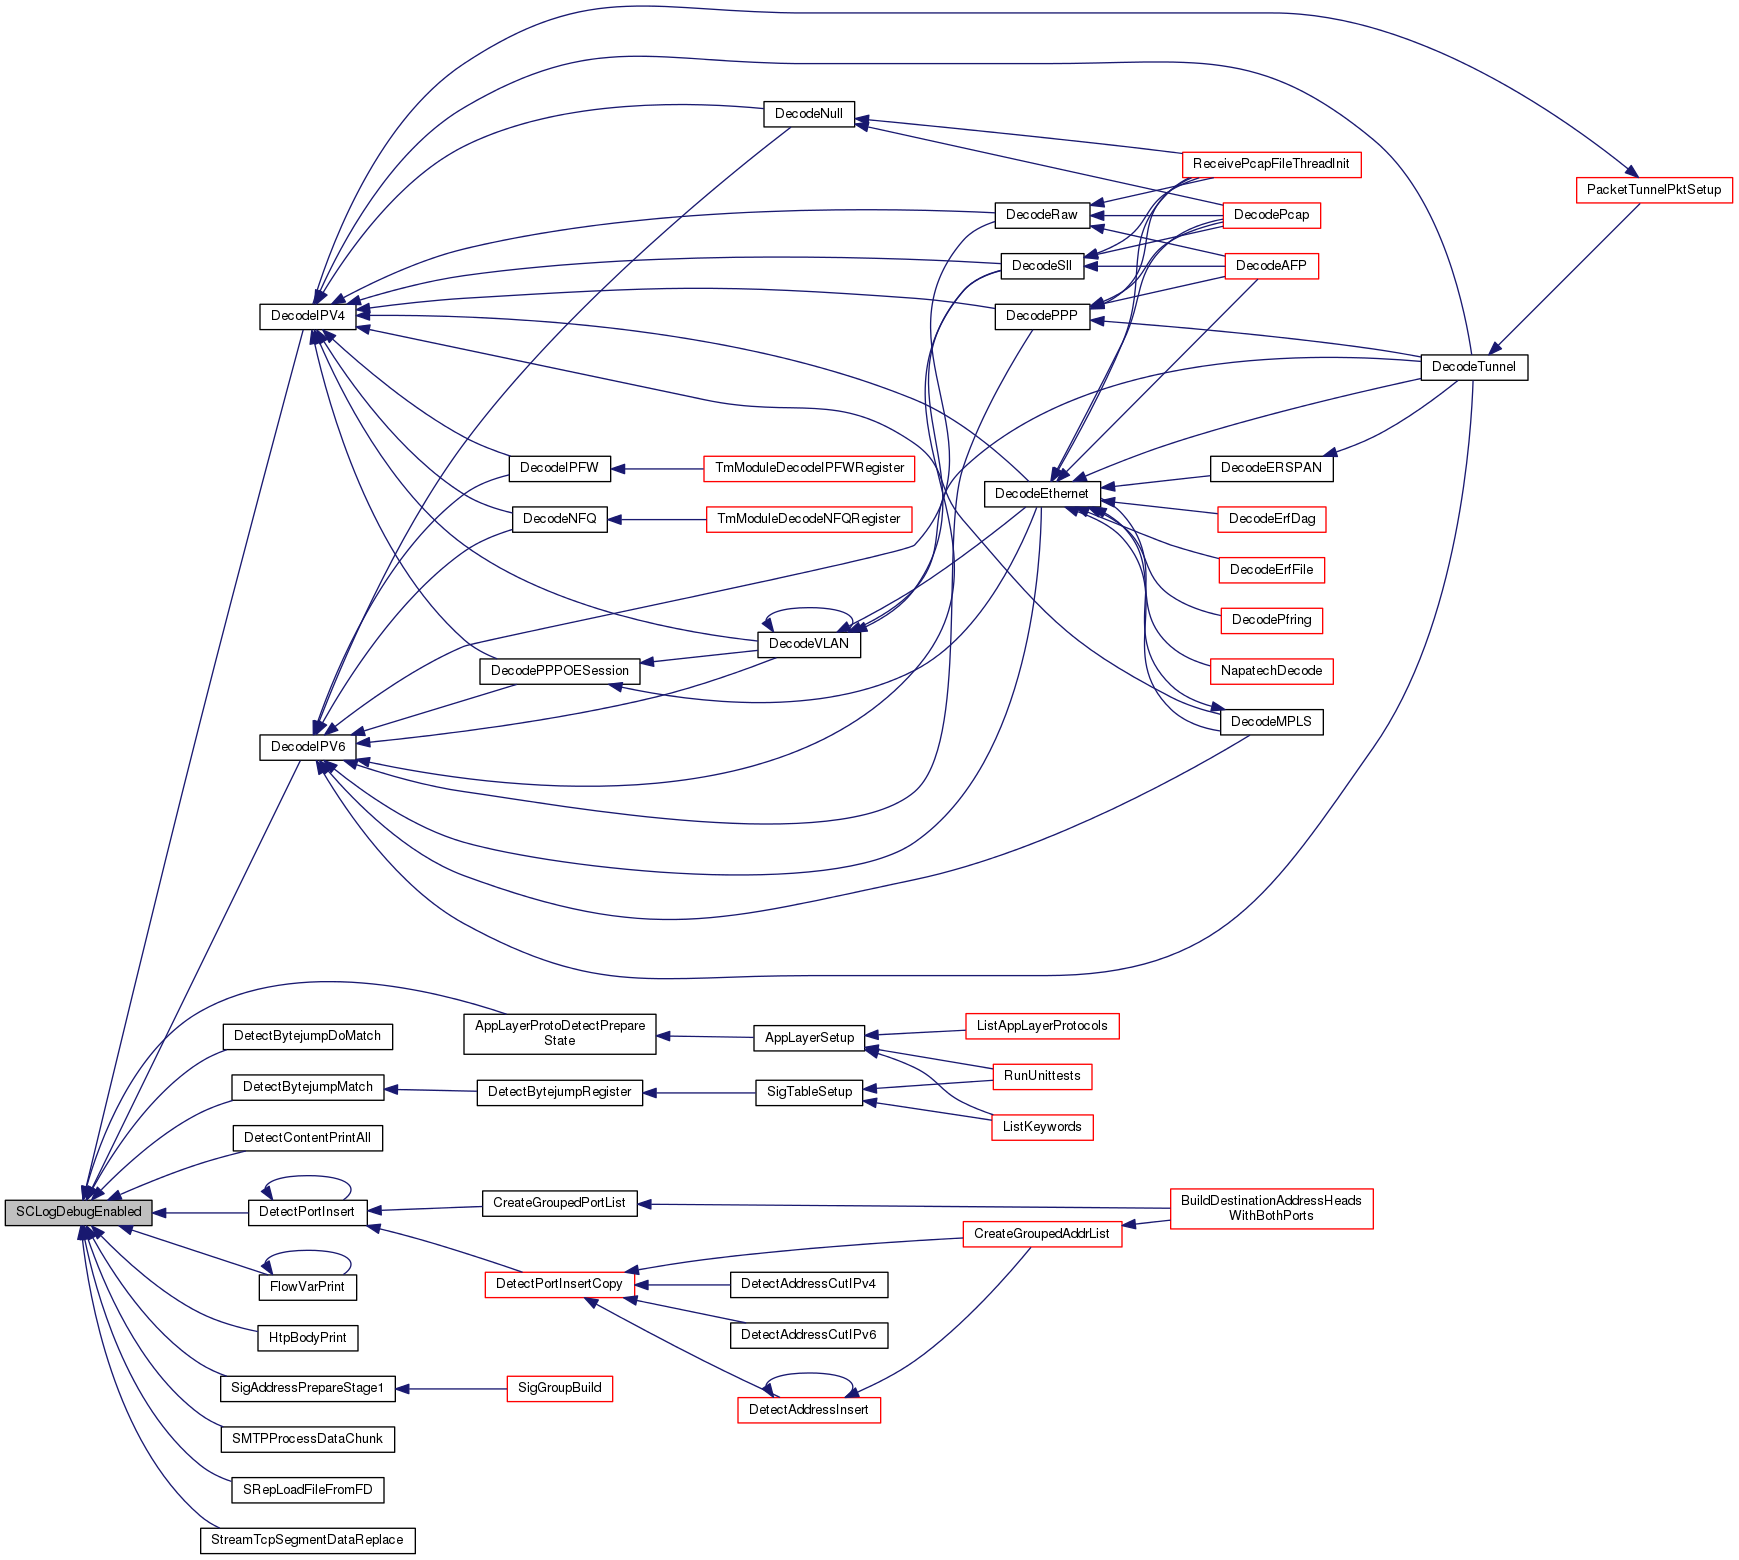 DecodeNull
ReceivePcapFileThreadInit
PacketTunnelPktSetup
DecodeRaw
DecodePcap
DecodeSll
DecodeAFP
DecodeIPV4
DecodePPP
DecodeTunnel
DecodeIPFW
TmModuleDecodeIPFWRegister
DecodeERSPAN
DecodeEthernet
DecodeNFQ
TmModuleDecodeNFQRegister
DecodeErfDag
DecodeErfFile
DecodePfring
DecodeVLAN
DecodePPPOESession
NapatechDecode
DecodeMPLS
DecodeIPV6
AppLayerProtoDetectPrepare
State
DetectBytejumpDoMatch
AppLayerSetup
ListAppLayerProtocols
RunUnittests
DetectBytejumpMatch
DetectBytejumpRegister
SigTableSetup
ListKeywords
DetectContentPrintAll
SCLogDebugEnabled
DetectPortInsert
CreateGroupedPortList
BuildDestinationAddressHeads
WithBothPorts
CreateGroupedAddrList
FlowVarPrint
DetectPortInsertCopy
DetectAddressCutIPv4
HtpBodyPrint
DetectAddressCutIPv6
SigAddressPrepareStage1
SigGroupBuild
DetectAddressInsert
SMTPProcessDataChunk
SRepLoadFileFromFD
StreamTcpSegmentDataReplace